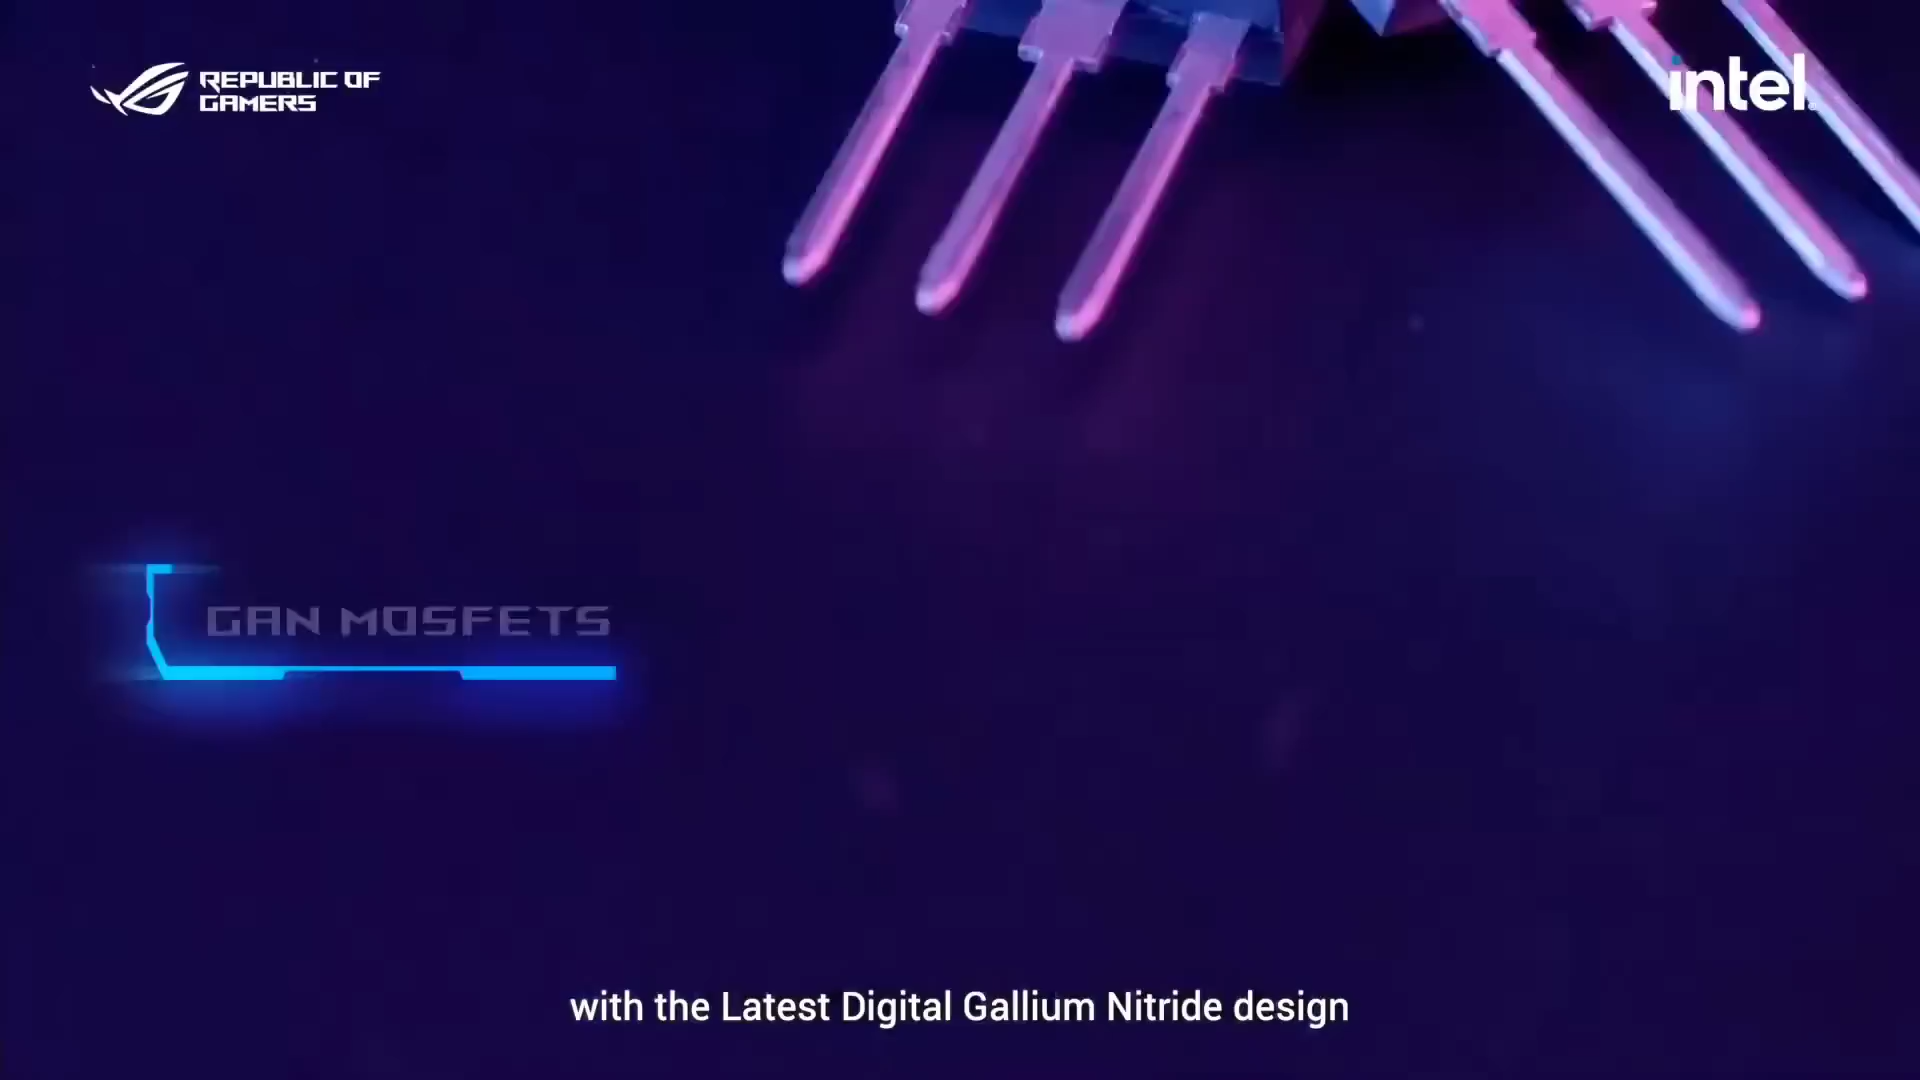 REPUBLIC OF
GAMERS
intel
GAN MOSFETS
with the Latest Digital Gallium Nitride design